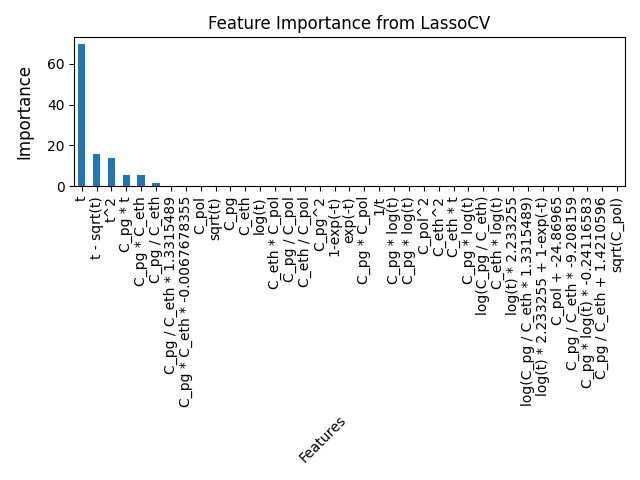 Feature Importance from LassoCV
Importance
60
40
20
0
t
t - sqrt(t)
t^2
C_pg * t
C_pg * C_eth
C_pg / C_eth
C_pg / C_eth * 1.3315489
C_pg * C_eth * -0.0067678355
C_pol
sqrt(t)
C_pg
C_eth
log(t)
C_eth * C_pol
C_pg / C_pol
C_eth / C_pol
C_pg^2
1-exp(-t)
exp(-t)
C_pg * C_pol
1/t
C_pg * log(t)
C_pg * log(t)
C_pol^2
C_eth^2
C_eth * t
C_pg * log(t)
log(C_pg / C_eth)
C_eth * log(t)
log(t) * 2.233255
log(C_pg / C_eth * 1.3315489)
log(t) * 2.233255 + 1-exp(-t)
C_pol + -24.86965
C_pg / C_eth * -9.208159
C_pg * log(t) * -0.24116583
C_pg / C_eth + 1.4210596
sqrt(C_pol)
Features